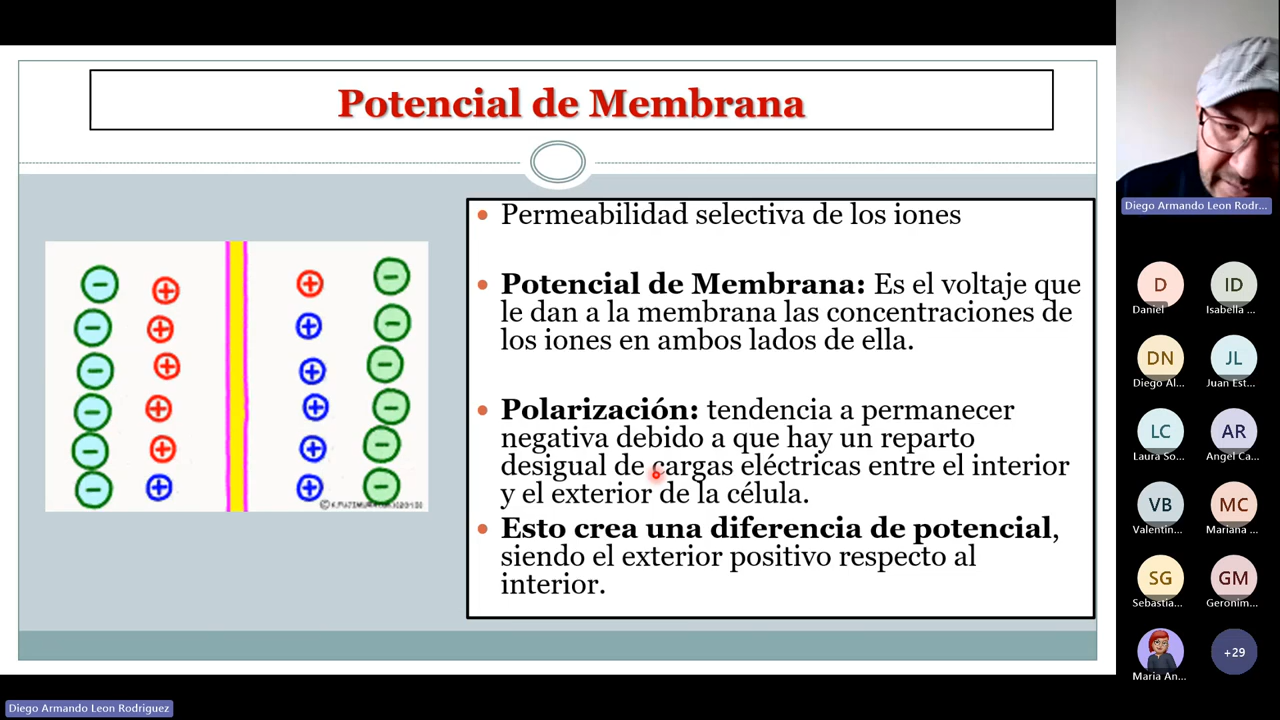 Potencial de Membrana
• Permeabilidad selectiva de los iones
• Potencial de Membrana: Es el voltaje que
le dan a la membrana las concentraciones de
los iones en ambos lados de ella.
• Polarización: tendencia a permanecer
negativa debido a que hay un reparto
desigual de cargas eléctricas entre el interior
y el exterior de la célula.
• Esto crea una diferencia de potencial,
siendo el exterior positivo respecto al
interior.
Diego Armando Leon Rodr...
D
Daniel
ID
Isabella ...
DN
Diego Al...
JL
Juan Est...
LC
Laura So...
AR
Angel Ca...
VB
Valentin...
MC
Mariana ...
SG
Sebastia...
GM
Geronim...
Maria An...
+29
Diego Armando Leon Rodriguez